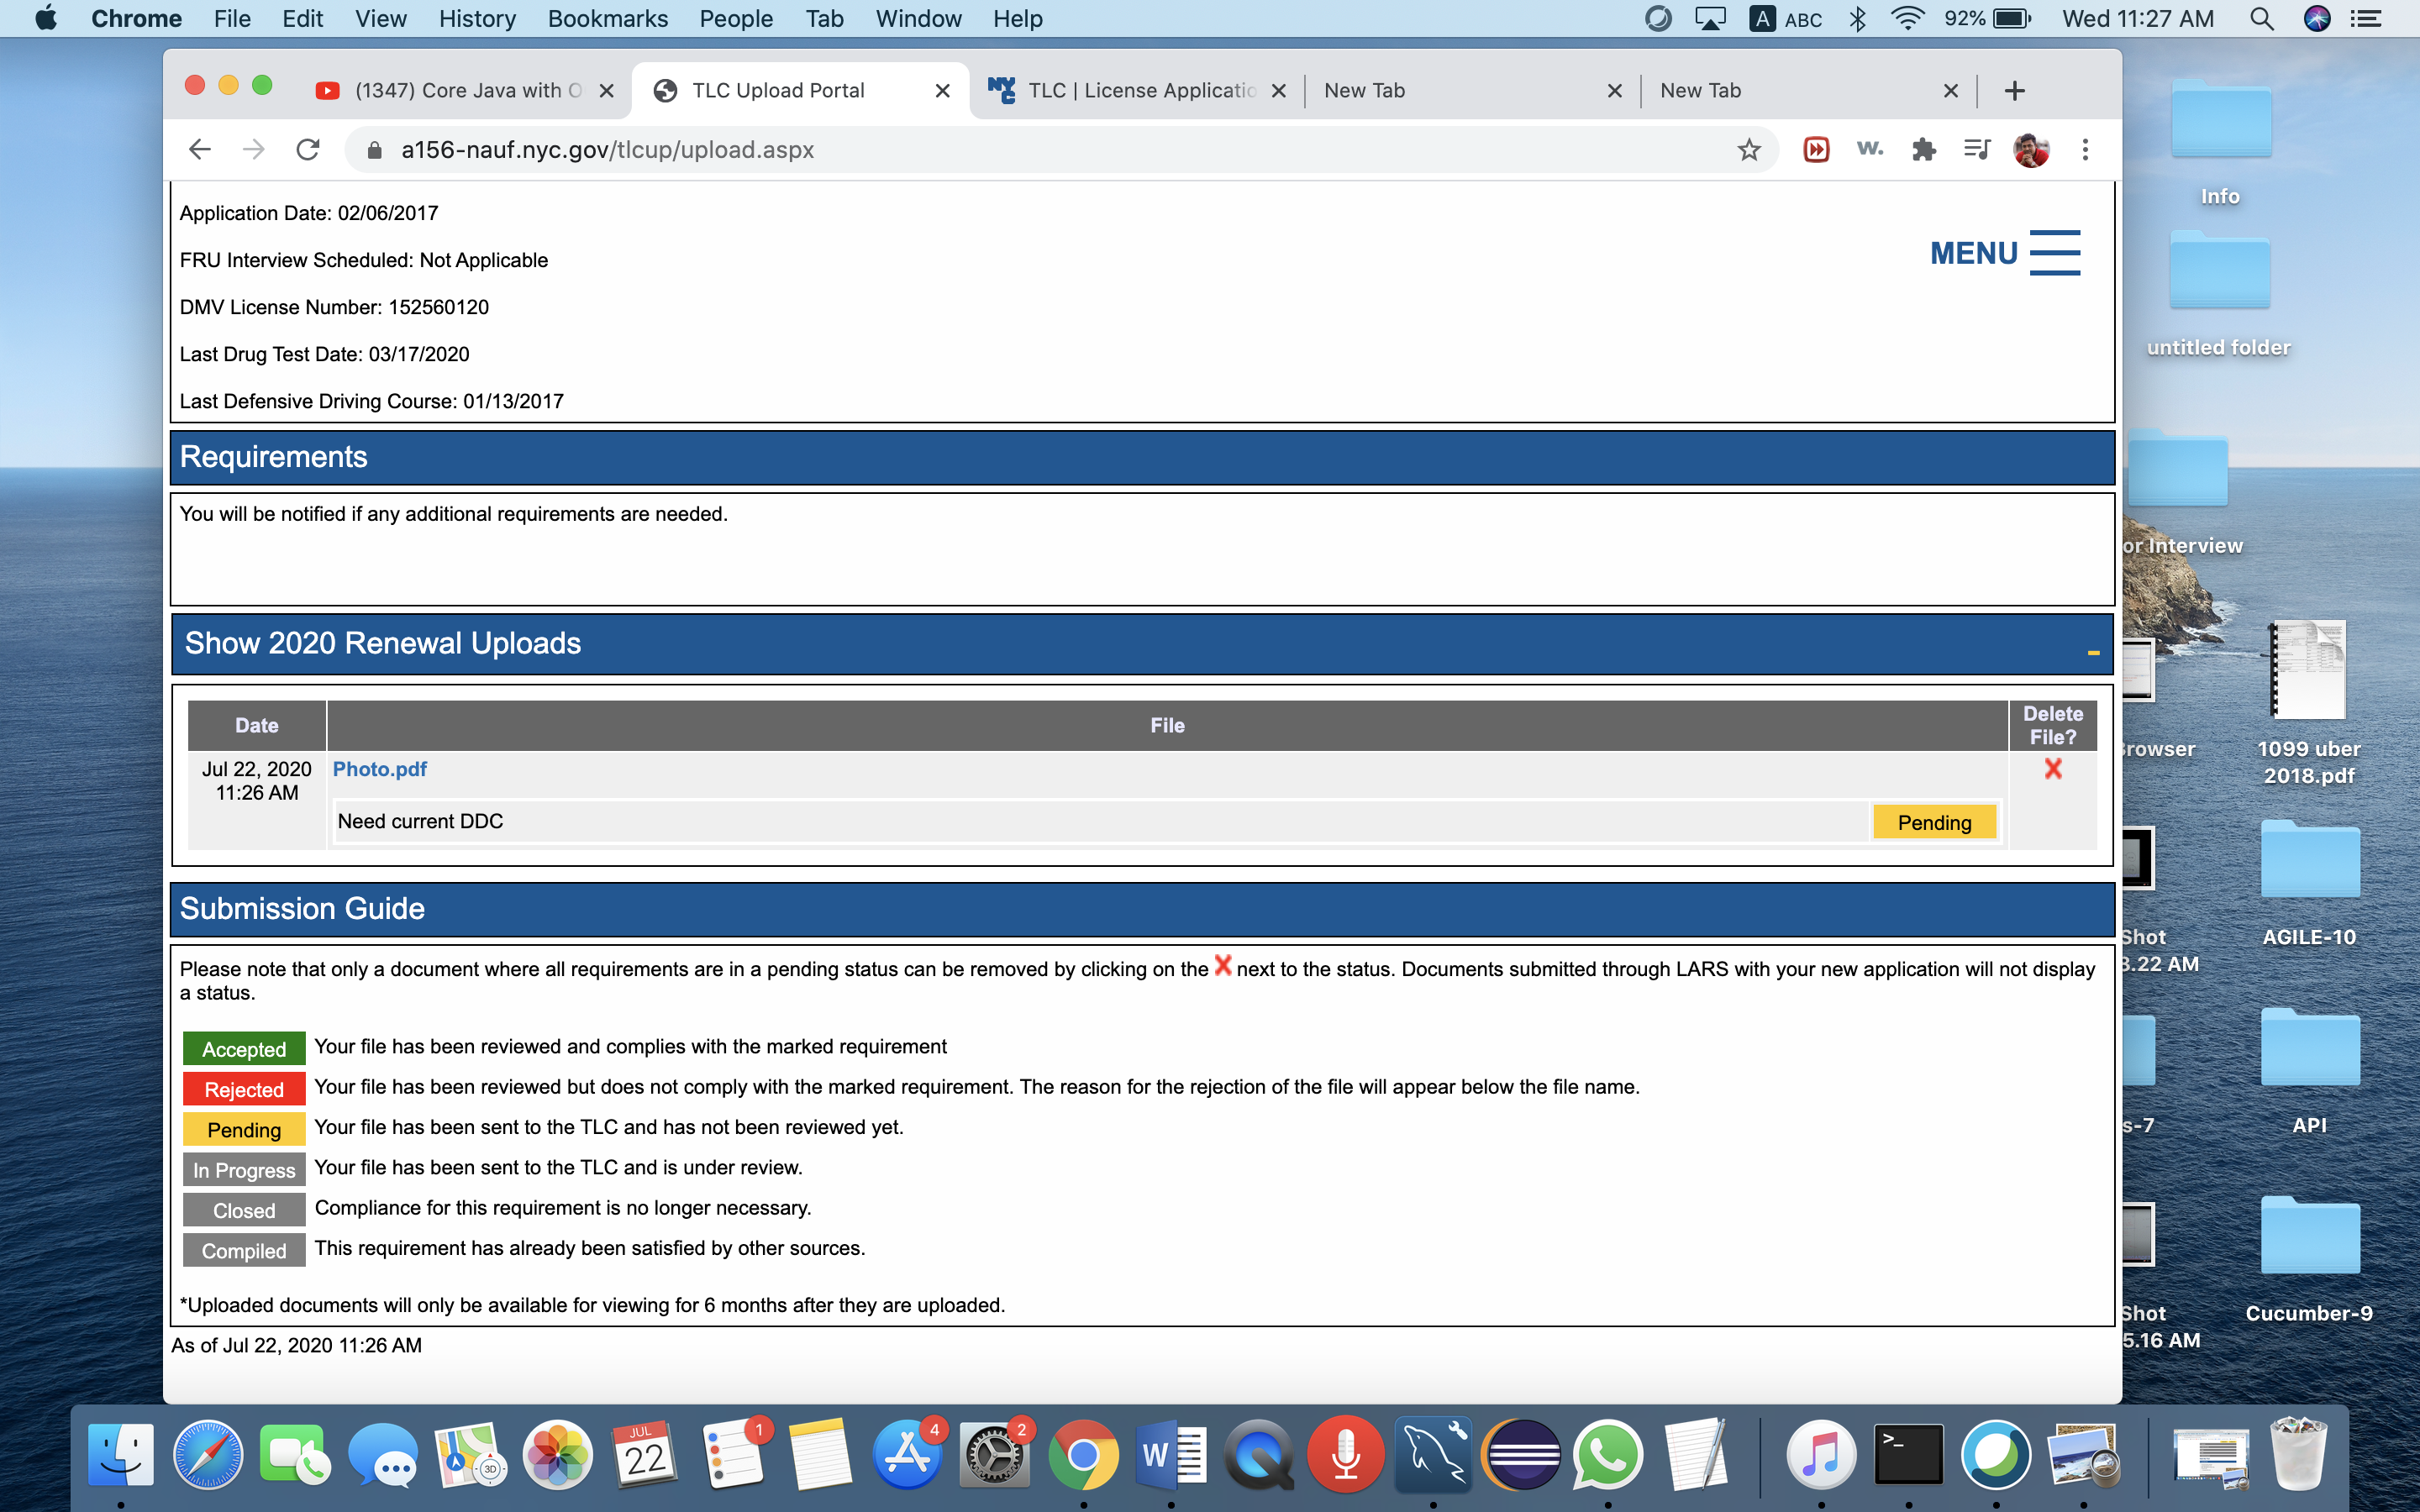 Chrome File Edit View History Bookmarks People Tab Window Help
A ABC 92% Wed 11:27 AM
(1347) Core Java with O
TLC Upload Portal
NYC TLC | License Applicatio
New Tab
New Tab
a156-nauf.nyc.gov/tlcup/upload.aspx
w.
Application Date: 02/06/2017
MENU
FRU Interview Scheduled: Not Applicable
DMV License Number: 152560120
Last Drug Test Date: 03/17/2020
Last Defensive Driving Course: 01/13/2017
Requirements
You will be notified if any additional requirements are needed.
Show 2020 Renewal Uploads
Date File Delete
File?
Jul 22, 2020 Photo.pdf X
11:26 AM
Need current DDC Pending
Submission Guide
Please note that only a document where all requirements are in a pending status can be removed by clicking on the X next to the status. Documents submitted through LARS with your new application will not display
a status.
Accepted Your file has been reviewed and complies with the marked requirement
Rejected Your file has been reviewed but does not comply with the marked requirement. The reason for the rejection of the file will appear below the file name.
Pending Your file has been sent to the TLC and has not been reviewed yet.
In Progress Your file has been sent to the TLC and is under review.
Closed Compliance for this requirement is no longer necessary.
Compiled This requirement has already been satisfied by other sources.
*Uploaded documents will only be available for viewing for 6 months after they are uploaded.
As of Jul 22, 2020 11:26 AM
Info
untitled folder
or Interview
Browser
1099 uber
2018.pdf
Shot
3.22 AM
AGILE-10
s-7
API
Shot
5.16 AM
Cucumber-9
3D
JUL
22
1
4
2
W
>_